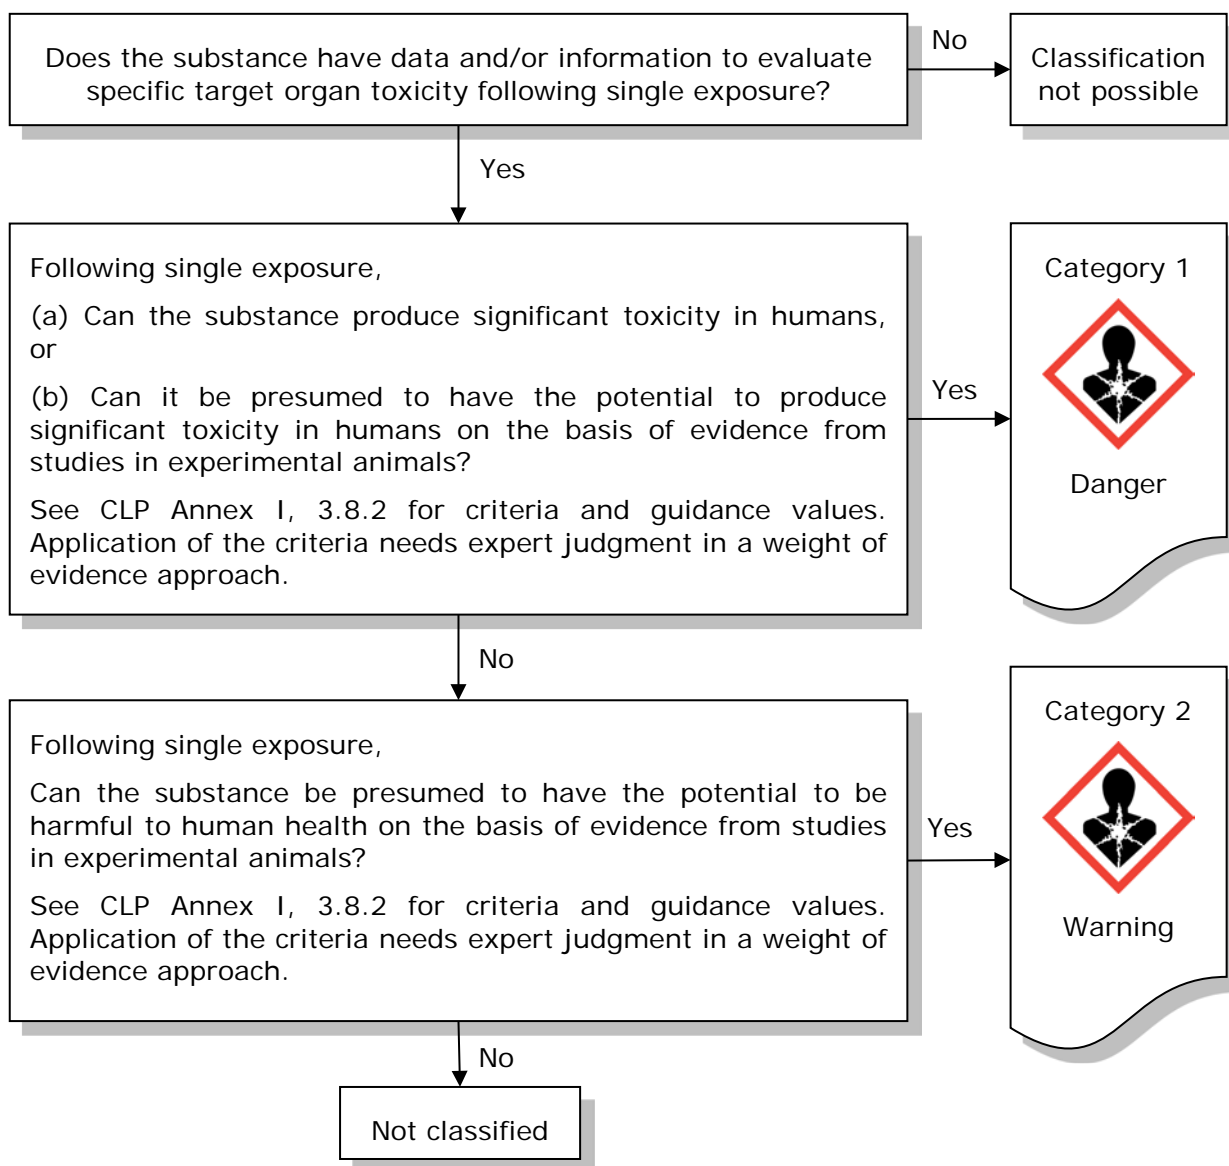 Does the substance have data and/or information to evaluate
specific target organ toxicity following single exposure?
No
Classification
not possible
Yes
Following single exposure,
(a) Can the substance produce significant toxicity in humans,
or
(b) Can it be presumed to have the potential to produce
significant toxicity in humans on the basis of evidence from
studies in experimental animals?
See CLP Annex I, 3.8.2 for criteria and guidance values.
Application of the criteria needs expert judgment in a weight of
evidence approach.
Yes
Category 1
Danger
No
Following single exposure,
Can the substance be presumed to have the potential to be
harmful to human health on the basis of evidence from studies
in experimental animals?
See CLP Annex I, 3.8.2 for criteria and guidance values.
Application of the criteria needs expert judgment in a weight of
evidence approach.
Yes
Category 2
Warning
No
Not classified